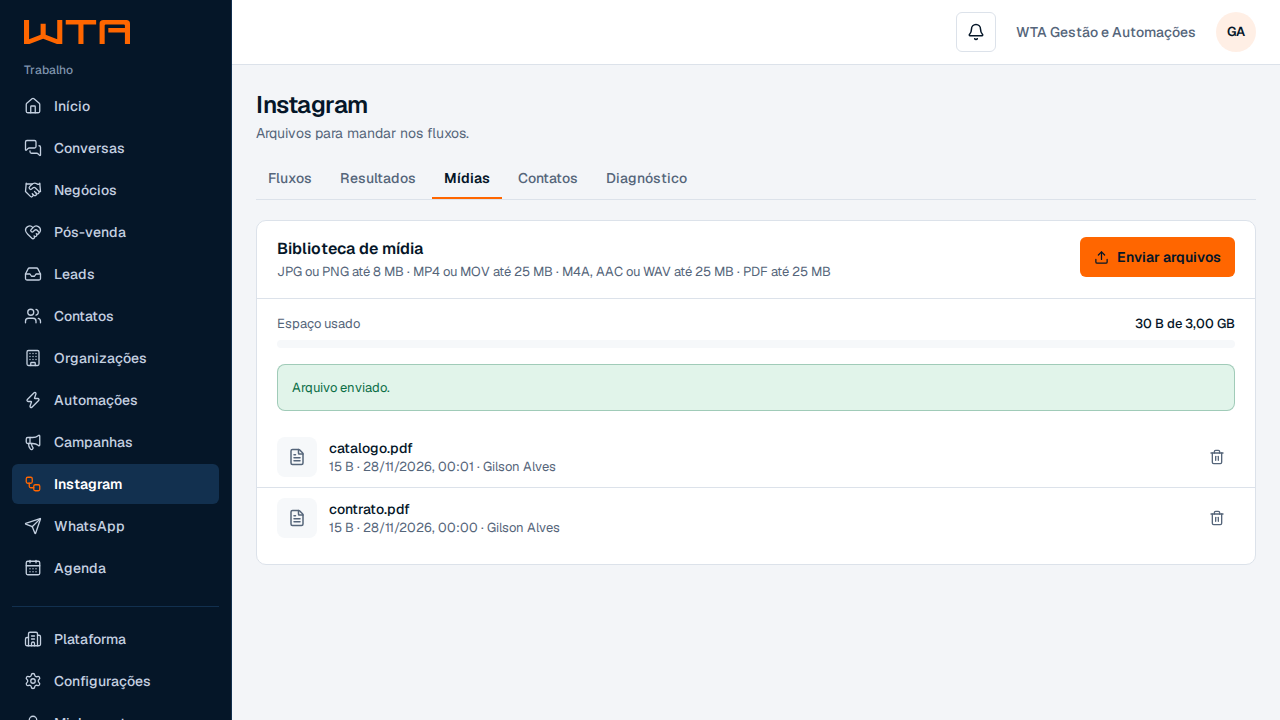 WTA
Trabalho
Início
Conversas
Negócios
Pós-venda
Leads
Contatos
Organizações
Automações
Campanhas
Instagram
WhatsApp
Agenda
Plataforma
Configurações
WTA Gestão e Automações
GA
Instagram
Arquivos para mandar nos fluxos.
Fluxos Resultados Mídias Contatos Diagnóstico
Biblioteca de mídia
JPG ou PNG até 8 MB · MP4 ou MOV até 25 MB · M4A, AAC ou WAV até 25 MB · PDF até 25 MB
Enviar arquivos
Espaço usado
30 B de 3,00 GB
Arquivo enviado.
catalogo.pdf
15 B · 28/11/2026, 00:01 · Gilson Alves
contrato.pdf
15 B · 28/11/2026, 00:00 · Gilson Alves